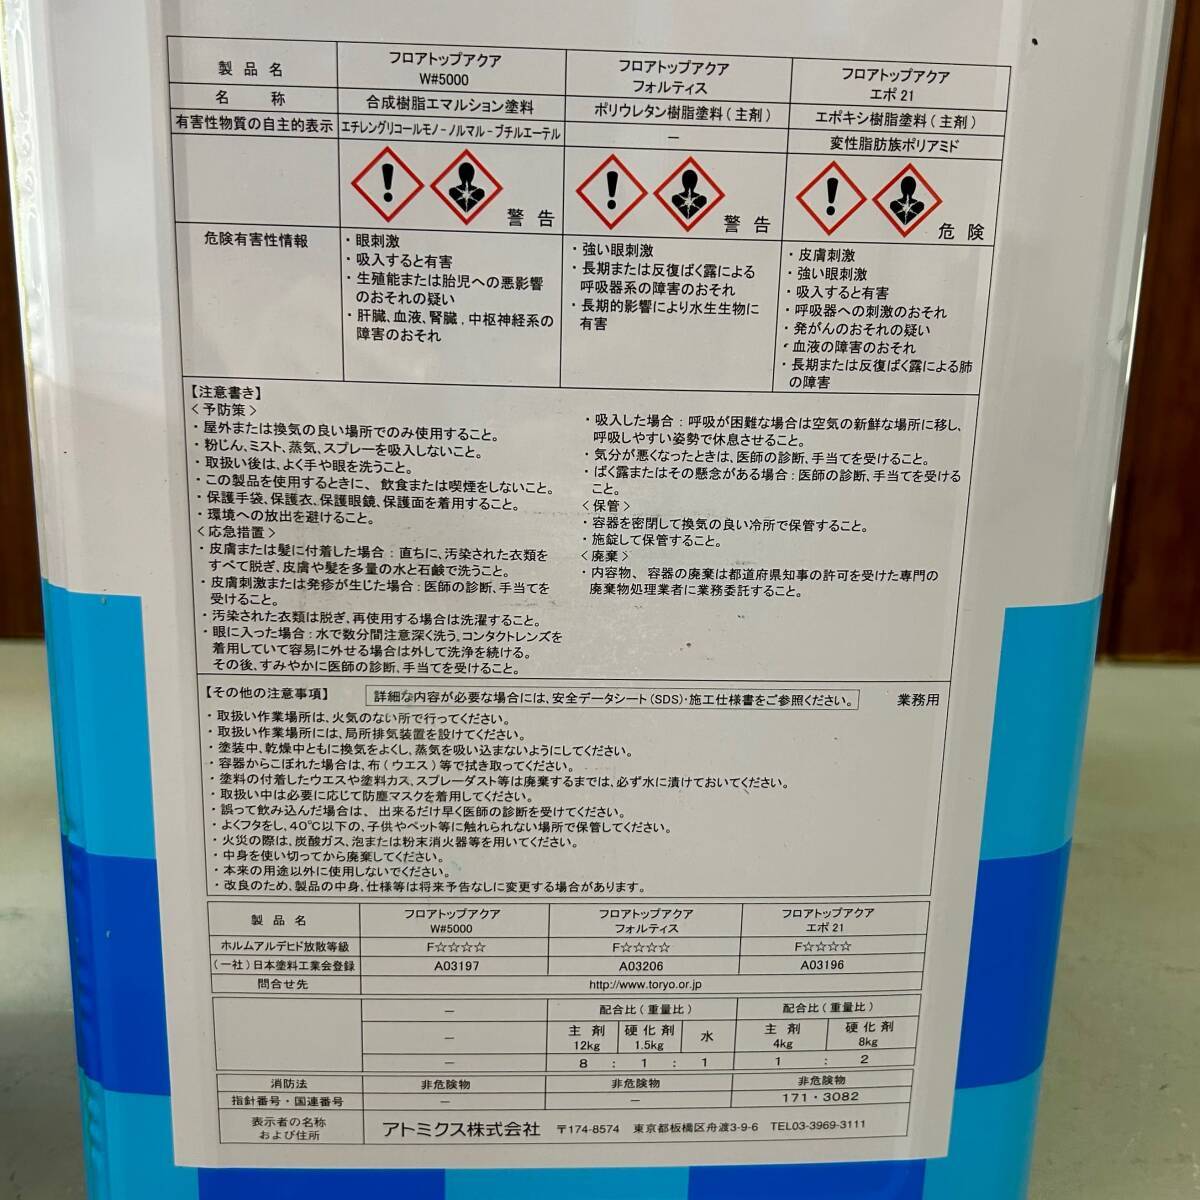 製品名 フロアトップアクア W#5000 フロアトップアクア フォルティス フロアトップアクア エポ21
名称 合成樹脂エマルション塗料 ポリウレタン樹脂塗料(主剤) エポキシ樹脂塗料(主剤)
有害性物質の自主的表示 エチレングリコールモノ-ノルマル-ブチルエーテル － 変性脂肪族ポリアミド
警告 警告 危険
危険有害性情報
・眼刺激
・吸入すると有害
・生殖能または胎児への悪影響
のおそれの疑い
・肝臓、血液、腎臓、中枢神経系の
障害のおそれ
・強い眼刺激
・長期または反復ばく露による
呼吸器系の障害のおそれ
・長期的影響により水生生物に
有害
・皮膚刺激
・強い眼刺激
・吸入すると有害
・呼吸器への刺激のおそれ
・発がんのおそれの疑い
・血液の障害のおそれ
・長期または反復ばく露による肺
の障害
【注意書き】
〈予防策〉
・屋外または換気の良い場所でのみ使用すること。
・粉じん、ミスト、蒸気、スプレーを吸入しないこと。
・取扱い後は、よく手や眼を洗うこと。
・この製品を使用するときに、飲食または喫煙をしないこと。
・保護手袋、保護衣、保護眼鏡、保護面を着用すること。
・環境への放出を避けること。
〈応急措置〉
・皮膚または髪に付着した場合：直ちに、汚染された衣類を
すべて脱ぎ、皮膚や髪を多量の水と石鹸で洗うこと。
・皮膚刺激または発疹が生じた場合：医師の診断、手当てを
受けること。
・汚染された衣類は脱ぎ、再使用する場合は洗濯すること。
・眼に入った場合：水で数分間注意深く洗う。コンタクトレンズを
着用していて容易に外せる場合は外して洗浄を続ける。
その後、すみやかに医師の診断、手当てを受けること。
・吸入した場合：呼吸が困難な場合は空気の新鮮な場所に移し、
呼吸しやすい姿勢で休息させること。
・気分が悪くなったときは、医師の診断、手当てを受けること。
・ばく露またはその懸念がある場合：医師の診断、手当てを受ける
こと。
〈保管〉
・容器を密閉して換気の良い冷所で保管すること。
・施錠して保管すること。
〈廃棄〉
・内容物、容器の廃棄は都道府県知事の許可を受けた専門の
廃棄物処理業者に業務委託すること。
【その他の注意事項】 詳細な内容が必要な場合には、安全データシート(SDS)・施工仕様書をご参照ください。 業務用
・取扱い作業場所は、火気のない所で行ってください。
・取扱い作業場所には、局所排気装置を設けてください。
・塗装中、乾燥中ともに換気をよくし、蒸気を吸い込まないようにしてください。
・容器からこぼれた場合は、布(ウエス)等で拭き取ってください。
・塗料の付着したウエスや塗料カス、スプレーダスト等は廃棄するまでは、必ず水に漬けておいてください。
・取扱い中は必要に応じて防塵マスクを着用してください。
・誤って飲み込んだ場合は、出来るだけ早く医師の診断を受けてください。
・よくフタをし、40℃以下の、子供やペット等に触れられない場所で保管してください。
・火災の際は、炭酸ガス、泡または粉末消火器等を用いてください。
・中身を使い切ってから廃棄してください。
・本来の用途以外に使用しないでください。
・改良のため、製品の中身、仕様等は将来予告なしに変更する場合があります。
製品名 フロアトップアクア W#5000 フロアトップアクア フォルティス フロアトップアクア エポ21
ホルムアルデヒド放散等級 F☆☆☆☆ F☆☆☆☆ F☆☆☆☆
(一社)日本塗料工業会登録 A03197 A03206 A03196
問合せ先 http://www.toryo.or.jp
－ 配合比(重量比) 配合比(重量比)
－ 主剤 12kg 硬化剤 1.5kg 水 主剤 4kg 硬化剤 8kg
－ 8 : 1 : 1 1 : 2
消防法 非危険物 非危険物 非危険物
指針番号・国連番号 － － 171・3082
表示者の名称
および住所 アトミクス株式会社 〒174-8574 東京都板橋区舟渡3-9-6 TEL03-3969-3111